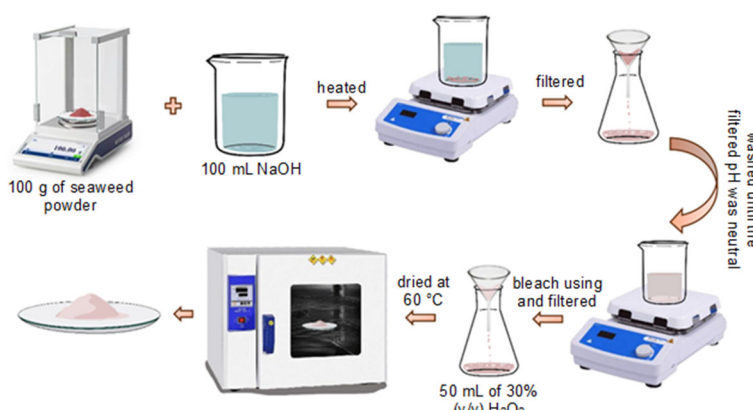 100 g of seaweed
powder
100 mL NaOH
heated
filtered
washed until the
filtered pH was neutral
bleach using
and filtered
50 mL of 30%
(v/v) H₂O₂
dried at
60 °C